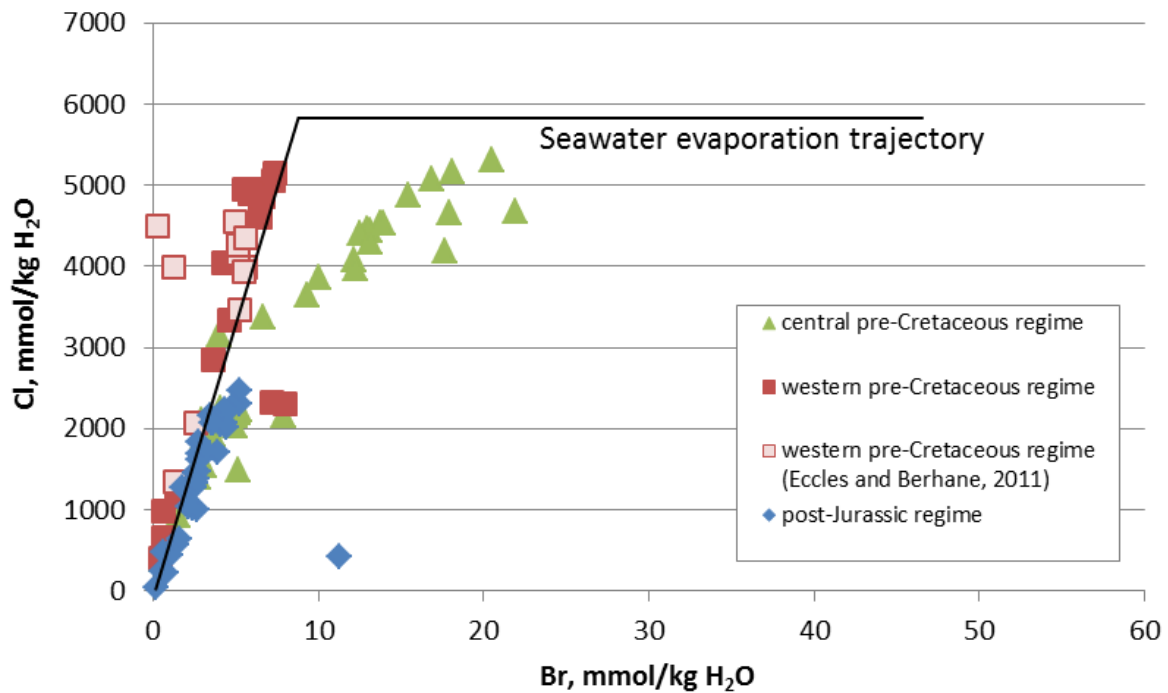 7000
6000
5000
4000
3000
2000
1000
0
Cl, mmol/kg H₂O
Seawater evaporation trajectory
central pre-Cretaceous regime
western pre-Cretaceous regime
western pre-Cretaceous regime
(Eccles and Berhane, 2011)
post-Jurassic regime
0 10 20 30 40 50 60
Br, mmol/kg H₂O